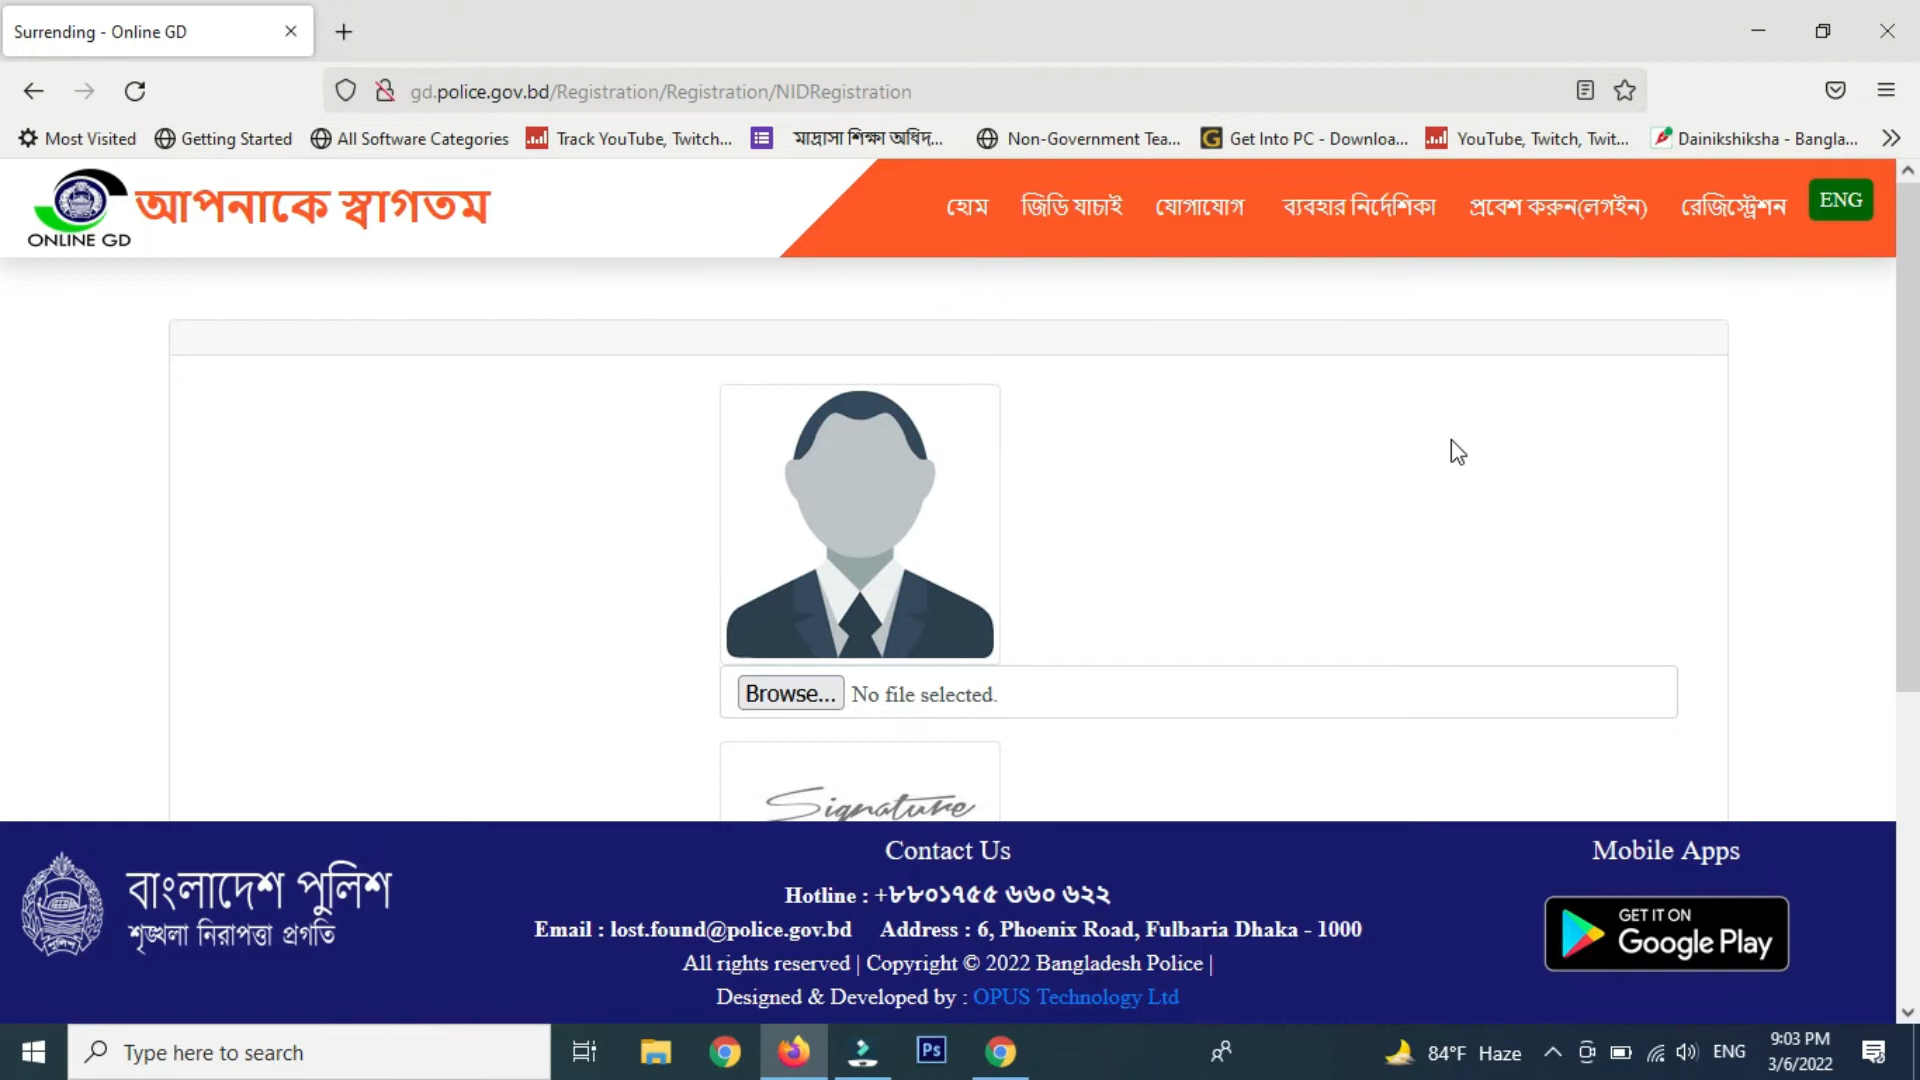 Surrending - Online GD
gd.police.gov.bd/Registration/Registration/NIDRegistration
Most Visited Getting Started All Software Categories Track YouTube, Twitch... মাদ্রাসা শিক্ষা অধিদ... Non-Government Tea... Get Into PC - Downloa... YouTube, Twitch, Twit... Dainikshiksha - Bangla...
ONLINE GD
আপনাকে স্বাগতম
হোম জিডি যাচাই যোগাযোগ ব্যবহার নির্দেশিকা প্রবেশ করুন(লগইন) রেজিস্ট্রেশন ENG
Browse... No file selected.
Signature
বাংলাদেশ পুলিশ
শৃঙ্খলা নিরাপত্তা প্রগতি
Contact Us
Hotline : +৮৮০১৭৫৫ ৬৬০ ৬২২
Email : lost.found@police.gov.bd Address : 6, Phoenix Road, Fulbaria Dhaka - 1000
All rights reserved | Copyright © 2022 Bangladesh Police |
Designed & Developed by : OPUS Technology Ltd
Mobile Apps
GET IT ON
Google Play
Type here to search
Ps
84°F Haze
ENG
9:03 PM
3/6/2022